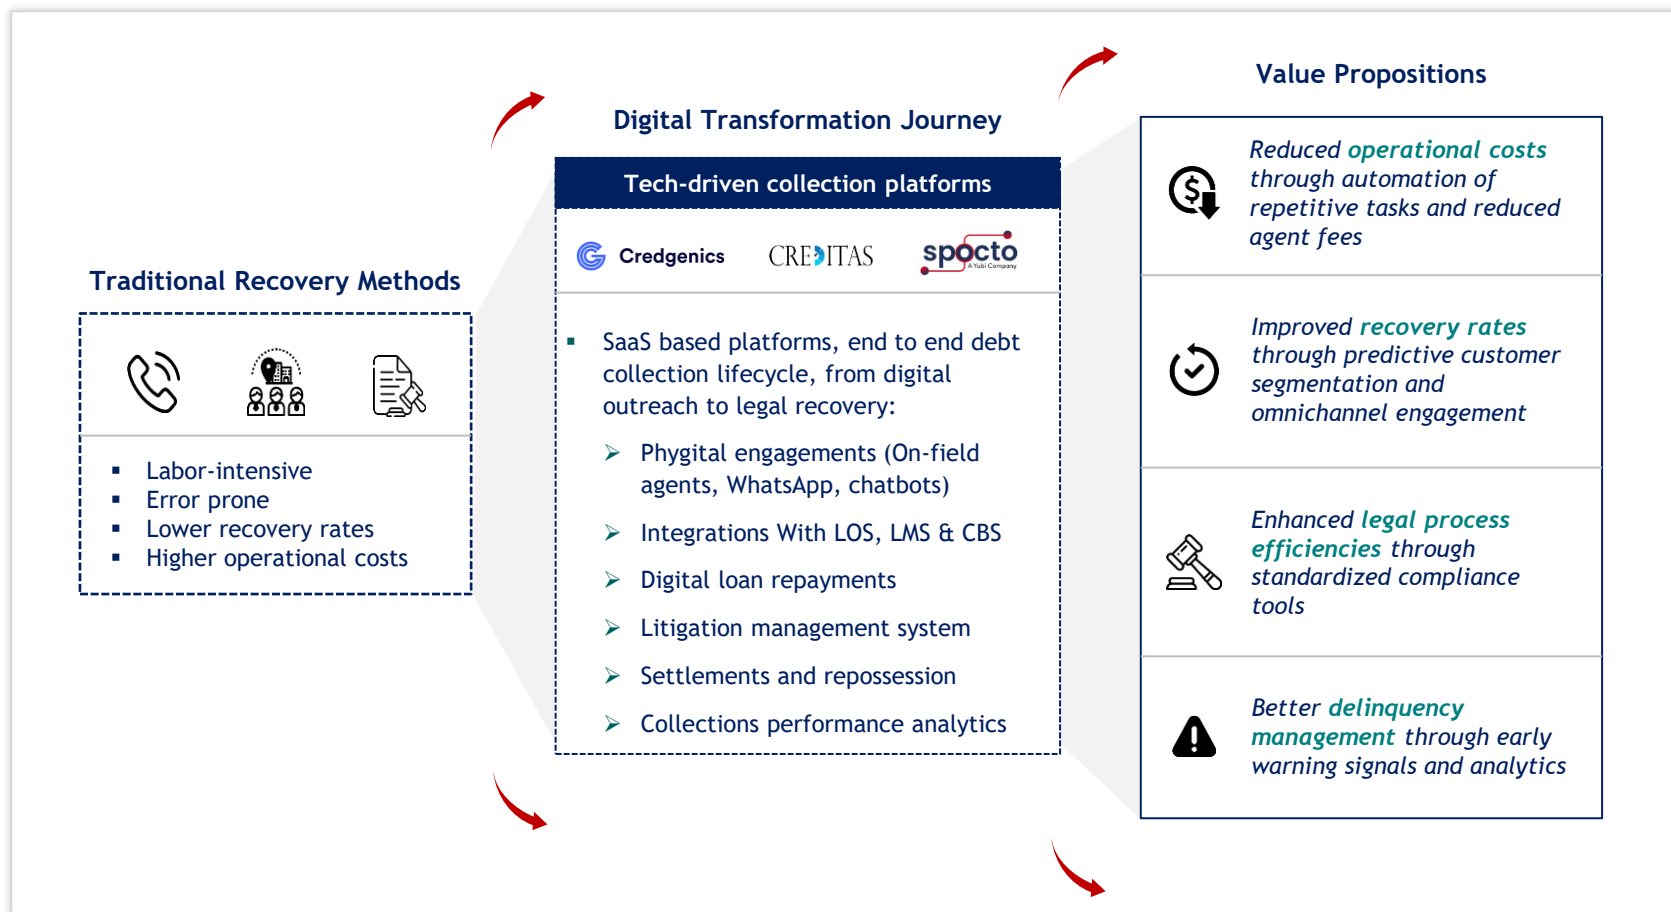 Traditional Recovery Methods
Labor-intensive
Error prone
Lower recovery rates
Higher operational costs
Digital Transformation Journey
Tech-driven collection platforms
Credgenics
CREDITAS
spocto
A Yubi Company
SaaS based platforms, end to end debt
collection lifecycle, from digital
outreach to legal recovery:
Phygital engagements (On-field
agents, WhatsApp, chatbots)
Integrations With LOS, LMS & CBS
Digital loan repayments
Litigation management system
Settlements and repossession
Collections performance analytics
Value Propositions
Reduced operational costs
through automation of
repetitive tasks and reduced
agent fees
Improved recovery rates
through predictive customer
segmentation and
omnichannel engagement
Enhanced legal process
efficiencies through
standardized compliance
tools
Better delinquency
management through early
warning signals and analytics